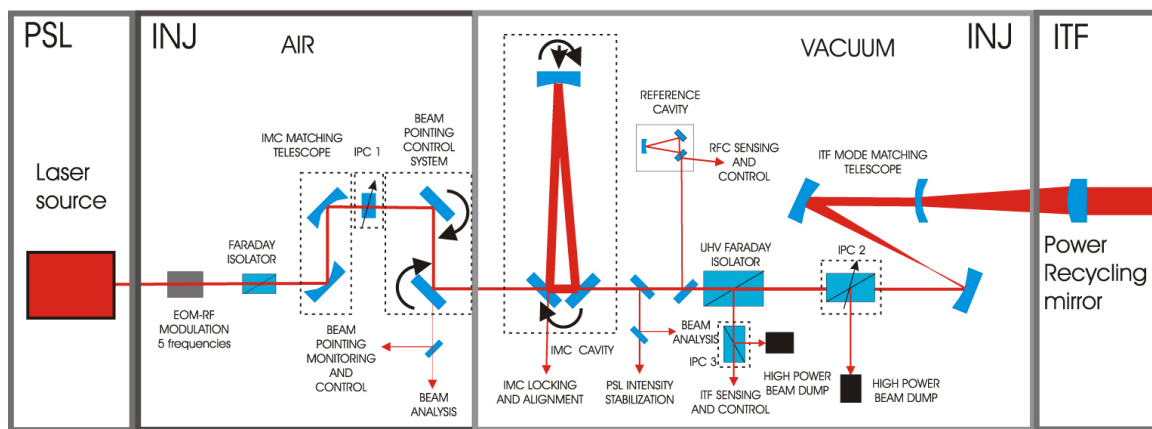 PSL
INJ
AIR
VACUUM
INJ
ITF
Laser
source
EOM-RF
MODULATION
5 frequencies
FARADAY
ISOLATOR
IMC MATCHING
TELESCOPE
IPC 1
BEAM
POINTING
CONTROL
SYSTEM
BEAM
POINTING
MONITORING
AND
CONTROL
BEAM
ANALYSIS
IMC CAVITY
IMC LOCKING
AND ALIGNMENT
REFERENCE
CAVITY
RFC SENSING
AND
CONTROL
PSL INTENSITY
STABILIZATION
BEAM
ANALYSIS
UHV FARADAY
ISOLATOR
IPC 3
HIGH POWER
BEAM DUMP
ITF SENSING
AND CONTROL
IPC 2
HIGH POWER
BEAM DUMP
ITF MODE MATCHING
TELESCOPE
Power
Recycling
mirror